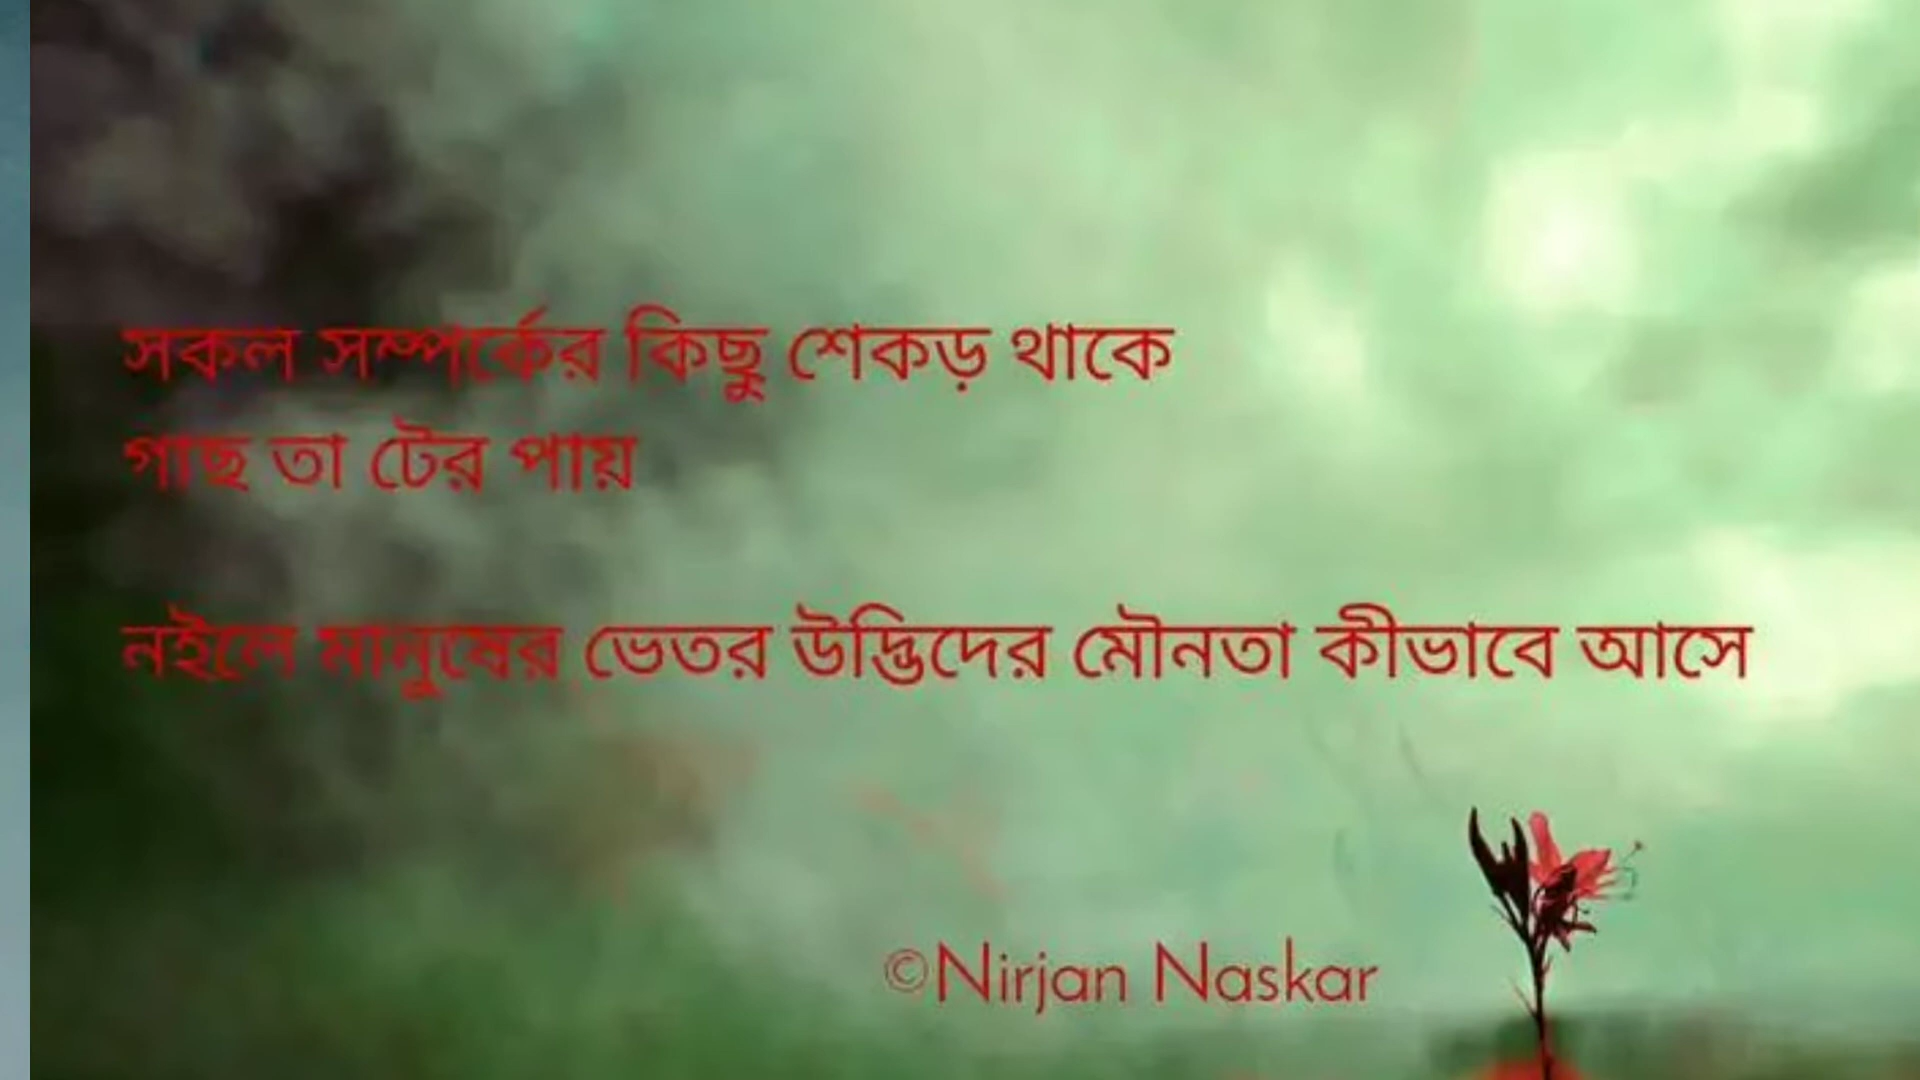 সকল সম্পর্কের কিছু শেকড় থাকে
গাছ তা টের পায়
নইলে মানুষের ভেতর উদ্ভিদের মৌনতা কীভাবে আসে
©Nirjan Naskar